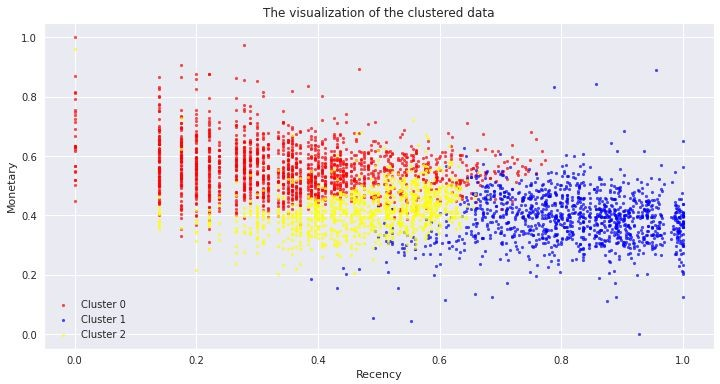 The visualization of the clustered data
Monetary
1.0
0.8
0.6
0.4
0.2
0.0
Cluster 0
Cluster 1
Cluster 2
0.0 0.2 0.4 0.6 0.8 1.0
Recency